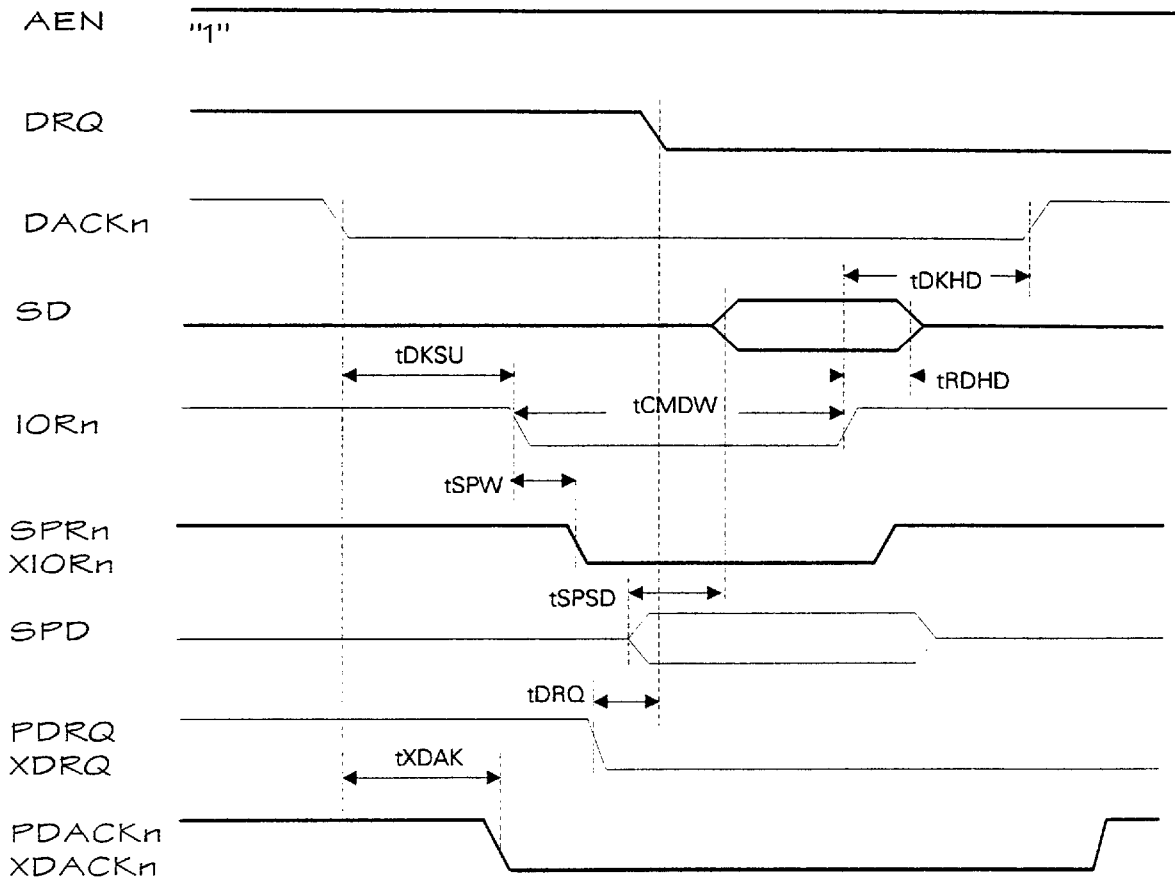 AEN
"1"
DRQ
DACKn
tDKHD
SD
tDKSU
tRDHD
tCMDW
IORn
tSPW
SPRn
XIORn
tSPSD
SPD
tDRQ
PDRQ
XDRQ
tXDAK
PDACKn
XDACKn